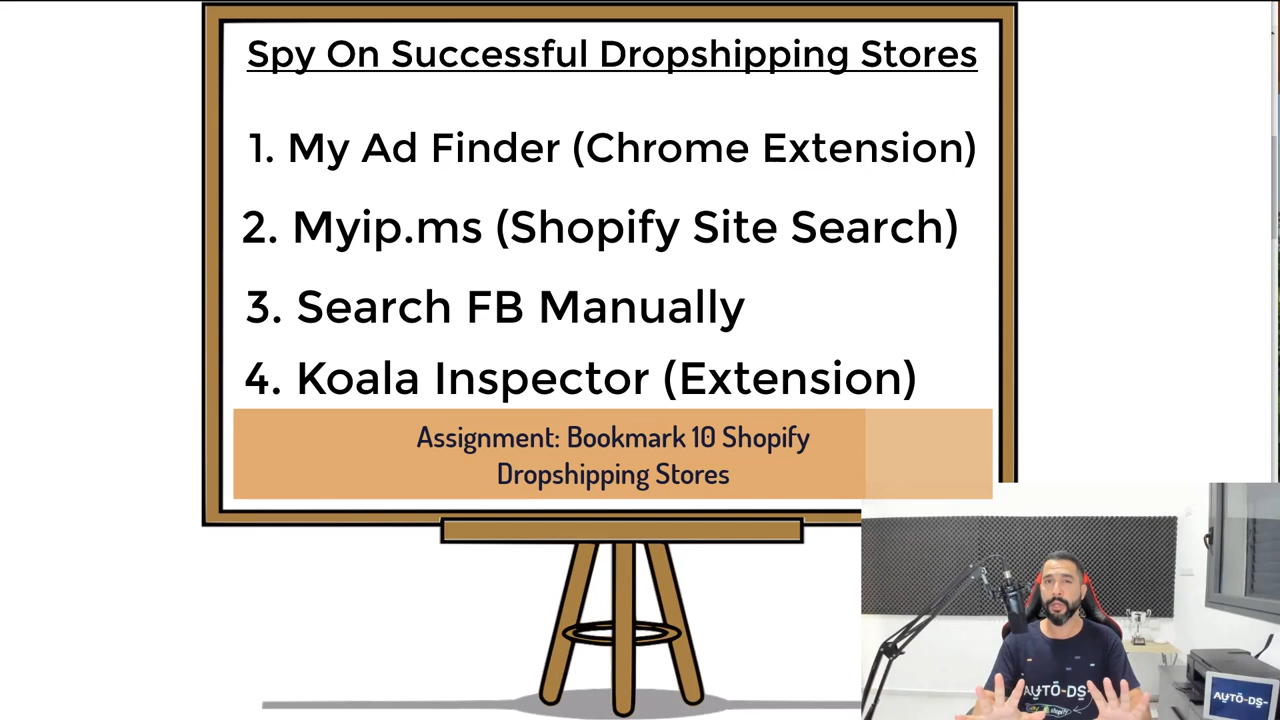 Spy On Successful Dropshipping Stores
1. My Ad Finder (Chrome Extension)
2. Myip.ms (Shopify Site Search)
3. Search FB Manually
4. Koala Inspector (Extension)
Assignment: Bookmark 10 Shopify
Dropshipping Stores
AUTO-DS
shopify
AUTO-DS